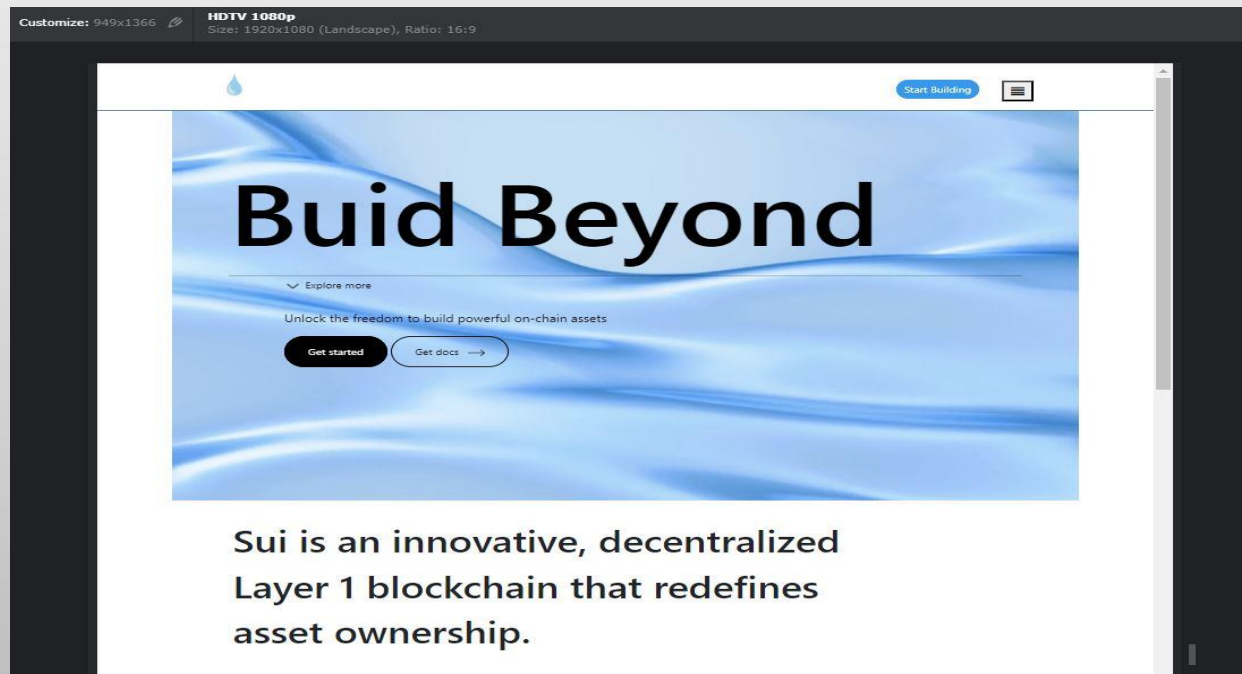 Customize: 949x1366
HDTV 1080p
Size: 1920x1080 (Landscape), Ratio: 16:9
Start Building
Buid Beyond
Explore more
Unlock the freedom to build powerful on-chain assets
Get started
Get docs
Sui is an innovative, decentralized
Layer 1 blockchain that redefines
asset ownership.